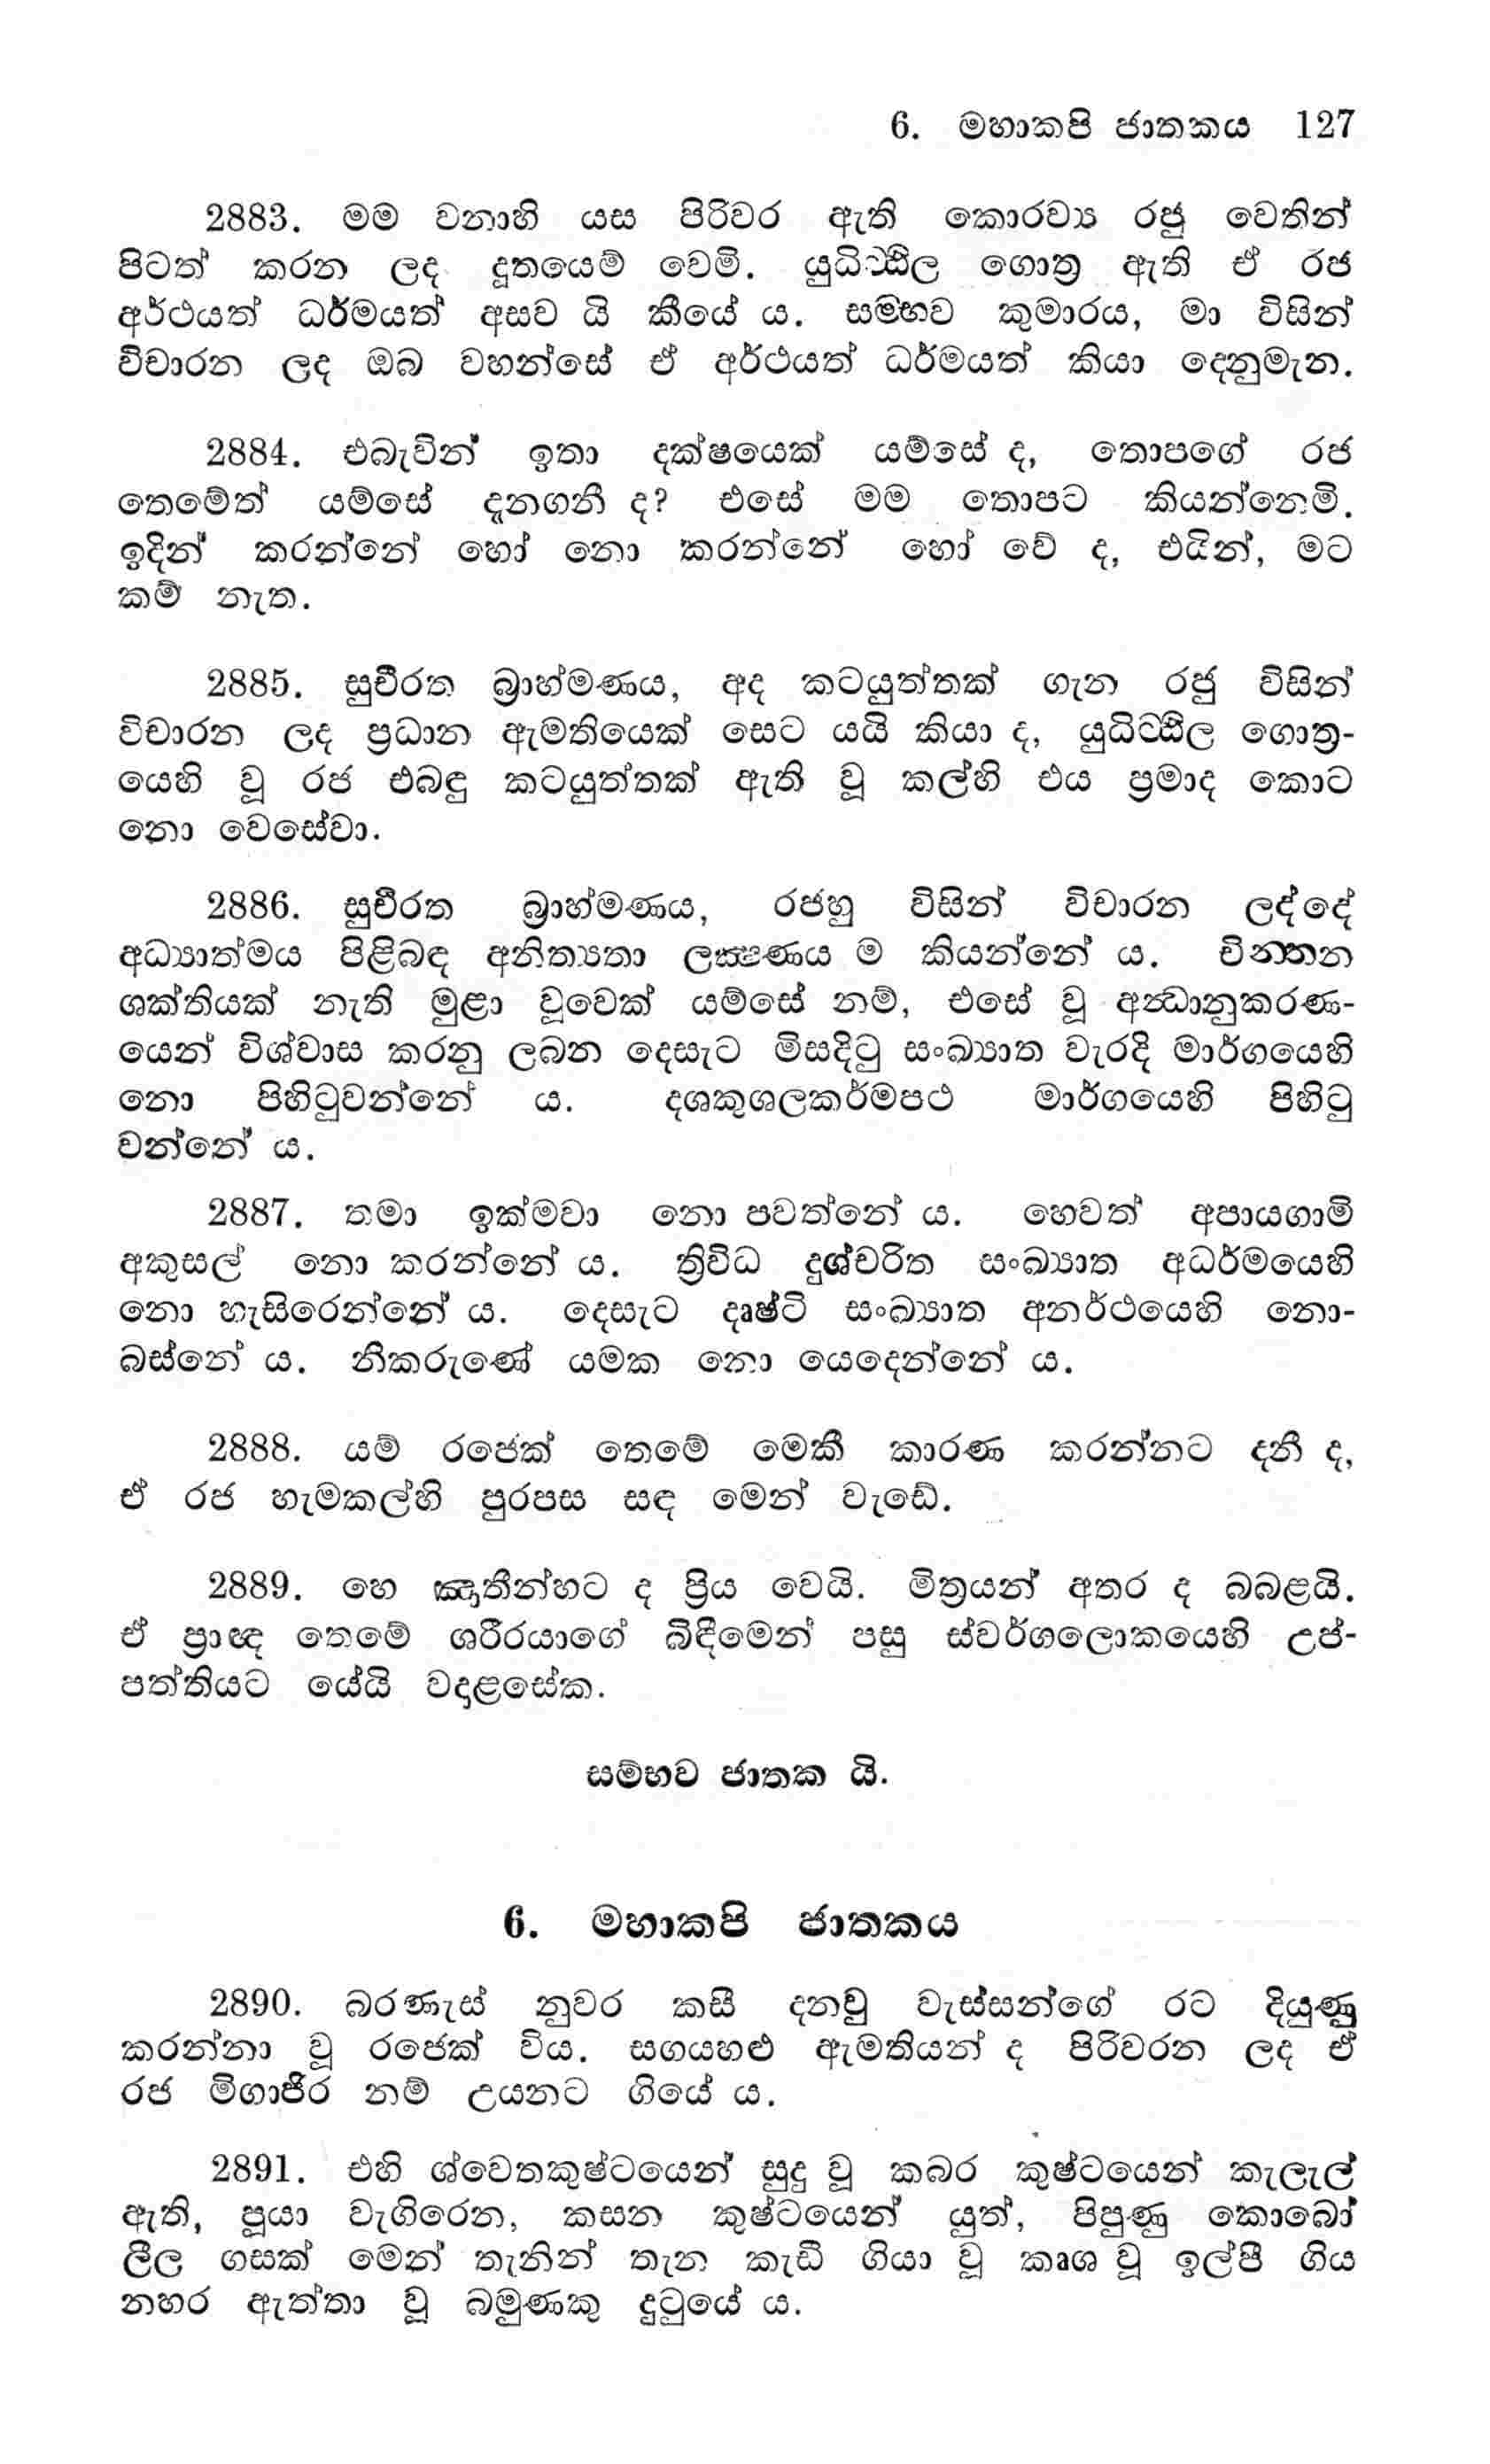 6. මහාකපි ජාතකය 127
2883. මම වනාහි යස පිරිවර ඇති කොරව්‍ය රජු වෙතින්
පිටත් කරන ලද දූතයෙම් වෙමි. යුධිට්ඨිල ගොත්‍ර ඇති ඒ රජ
අර්ථයත් ධර්මයත් අසව යි කීයේ ය. සම්භව කුමාරය, මා විසින්
විචාරන ලද ඔබ වහන්සේ ඒ අර්ථයත් ධර්මයත් කියා දෙනුමැන.
2884. එබැවින් ඉතා දක්ෂයෙක් යම්සේ ද, තොපගේ රජ
තෙමේත් යම්සේ දැනගනී ද? එසේ මම තොපට කියන්නෙමි.
ඉදින් කරන්නේ හෝ නො කරන්නේ හෝ වේ ද, එයින්, මට
කම් නැත.
2885. සුචීරත බ්‍රාහ්මණය, අද කටයුත්තක් ගැන රජු විසින්
විචාරන ලද ප්‍රධාන ඇමතියෙක් සෙට යයි කියා ද, යුධිට්ඨිල ගොත්‍ර-
යෙහි වූ රජ එබඳු කටයුත්තක් ඇති වූ කල්හි එය ප්‍රමාද කොට
නො වෙසේවා.
2886. සුචීරත බ්‍රාහ්මණය, රජහු විසින් විචාරන ලද්දේ
අධ්‍යාත්මය පිළිබඳ අනිත්‍යතා ලක්‍ෂණය ම කියන්නේ ය. චින්තන
ශක්තියක් නැති මුළා වූවෙක් යම්සේ නම්, එසේ වූ අන්‍ධානුකරණ-
යෙන් විශ්වාස කරනු ලබන දෙසැට මිසදිටු සංඛ්‍යාත වැරදි මාර්ගයෙහි
නො පිහිටුවන්නේ ය. දශකුශලකර්මපථ මාර්ගයෙහි පිහිටු
වන්නේ ය.
2887. තමා ඉක්මවා නො පවත්නේ ය. හෙවත් අපායගාමි
අකුසල් නො කරන්නේ ය. ත්‍රිවිධ දුශ්චරිත සංඛ්‍යාත අධර්මයෙහි
නො හැසිරෙන්නේ ය. දෙසැට දෘෂ්ටි සංඛ්‍යාත අනර්ථයෙහි නො-
බස්නේ ය. නිකරුණේ යමක නො යෙදෙන්නේ ය.
2888. යම් රජෙක් තෙමේ මෙකී කාරණ කරන්නට දනී ද,
ඒ රජ හැමකල්හි පුරපස සඳ මෙන් වැඩේ.
2889. හෙ ඤාතීන්හට ද ප්‍රිය වෙයි. මිත්‍රයන් අතර ද බබළයි.
ඒ ප්‍රාඥ තෙමේ ශරීරයාගේ බිඳීමෙන් පසු ස්වර්ගලොකයෙහි උප්-
පත්තියට යේයි වදාළසේක.
සම්භව ජාතක යි.
6. මහාකපි ජාතකය
2890. බරණැස් නුවර කසී දනවු වැස්සන්ගේ රට දියුණු
කරන්නා වූ රජෙක් විය. සගයහළු ඇමතියන් ද පිරිවරන ලද ඒ
රජ මිගාජිර නම් උයනට ගියේ ය.
2891. එහි ශ්වෙතකුෂ්ටයෙන් සුදු වූ කබර කුෂ්ටයෙන් කැලැල්
ඇති, පූයා වැගිරෙන, කසන කුෂ්ටයෙන් යුත්, පිපුණු කොබෝ
ලීල ගසක් මෙන් තැනින් තැන කැඩී ගියා වූ කෘශ වූ ඉල්පී ගිය
නහර ඇත්තා වූ බමුණකු දුටුයේ ය.